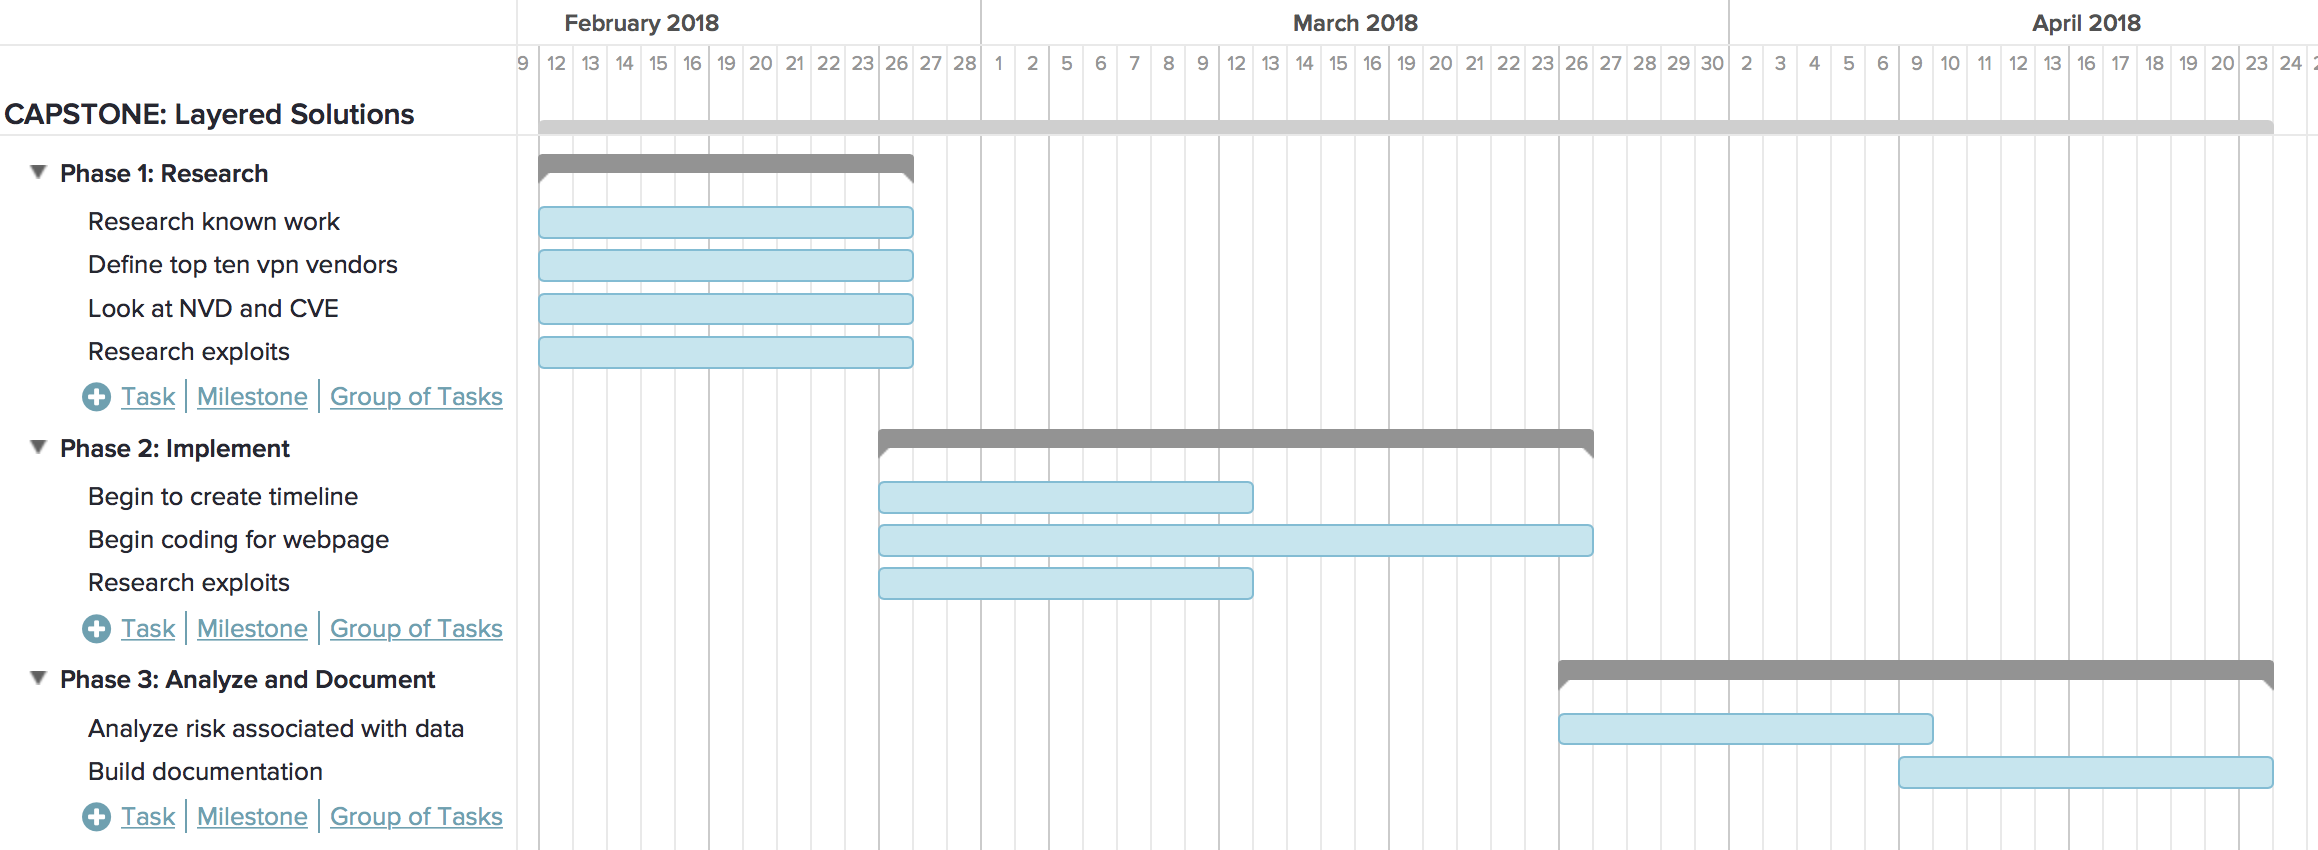 February 2018 March 2018 April 2018
9 12 13 14 15 16 19 20 21 22 23 26 27 28 1 2 5 6 7 8 9 12 13 14 15 16 19 20 21 22 23 26 27 28 29 30 2 3 4 5 6 9 10 11 12 13 16 17 18 19 20 23 24
CAPSTONE: Layered Solutions
Phase 1: Research
Research known work
Define top ten vpn vendors
Look at NVD and CVE
Research exploits
Task Milestone Group of Tasks
Phase 2: Implement
Begin to create timeline
Begin coding for webpage
Research exploits
Task Milestone Group of Tasks
Phase 3: Analyze and Document
Analyze risk associated with data
Build documentation
Task Milestone Group of Tasks